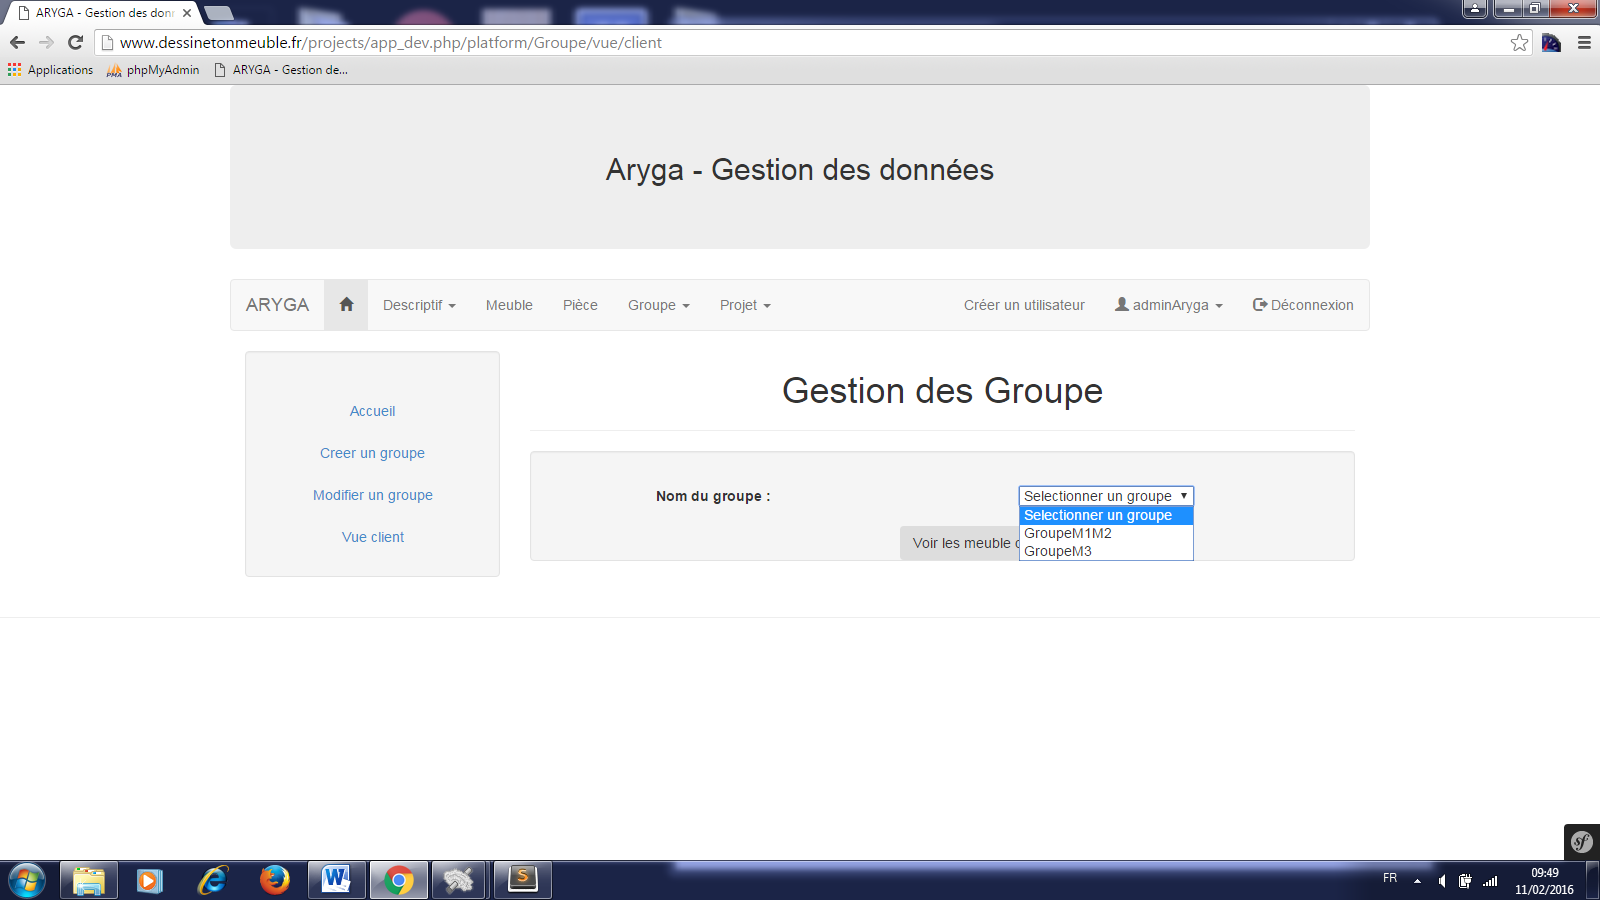 ARYGA - Gestion des don
www.dessinetonmeuble.fr/projects/app_dev.php/platform/Groupe/vue/client
Applications phpMyAdmin ARYGA - Gestion de...
Aryga - Gestion des données
ARYGA Descriptif Meuble Pièce Groupe Projet Créer un utilisateur adminAryga Déconnexion
Gestion des Groupe
Accueil
Creer un groupe
Modifier un groupe
Vue client
Nom du groupe : Selectionner un groupe
Selectionner un groupe
GroupeM1M2
GroupeM3
Voir les meuble
sf
FR 09:49
11/02/2016